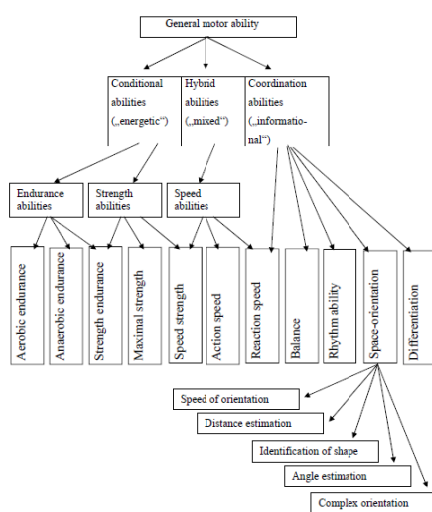 General motor ability
Conditional
abilities
(„energetic“)
Hybrid
abilities
(„mixed“)
Coordination
abilities
(„informatio-
nal“)
Endurance
abilities
Strength
abilities
Speed
abilities
Aerobic endurance
Anaerobic endurance
Strength endurance
Maximal strength
Speed strength
Action speed
Reaction speed
Balance
Rhythm ability
Space-orientation
Differentiation
Speed of orientation
Distance estimation
Identification of shape
Angle estimation
Complex orientation